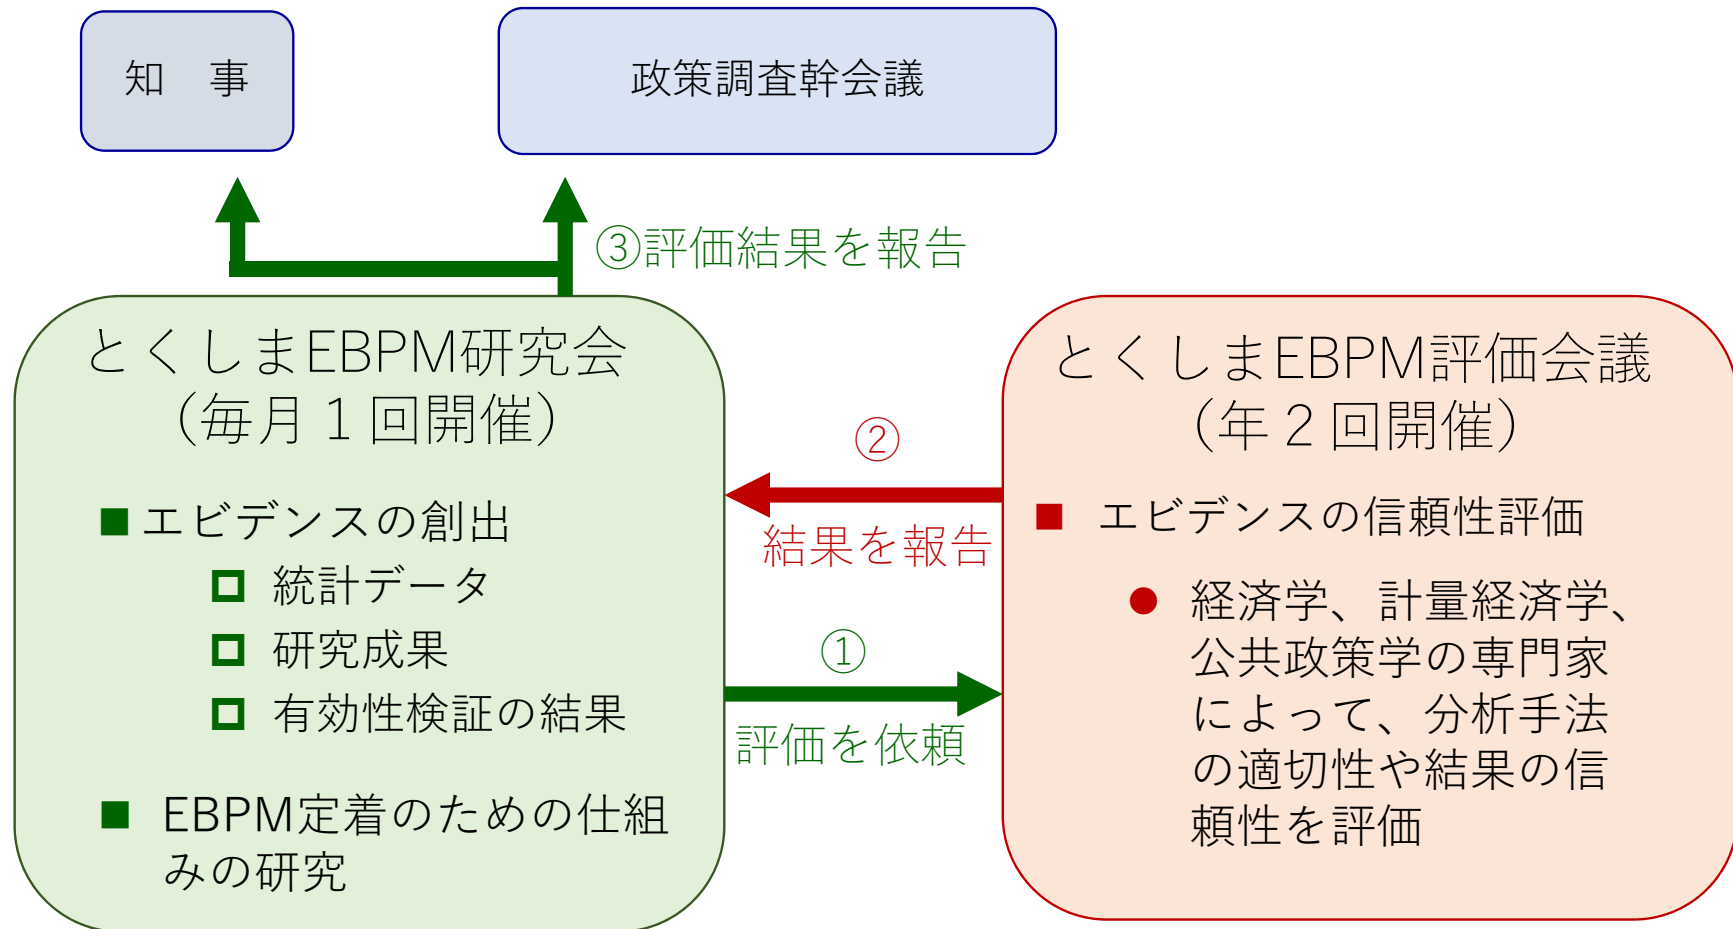 知　事
政策調査幹会議
③評価結果を報告
とくしまEBPM研究会
（毎月１回開催）
■エビデンスの創出
統計データ
研究成果
有効性検証の結果
■ EBPM定着のための仕組
みの研究
②
結果を報告
①
評価を依頼
とくしまEBPM評価会議
（年２回開催）
■ エビデンスの信頼性評価
● 経済学、計量経済学、
公共政策学の専門家
によって、分析手法
の適切性や結果の信
頼性を評価